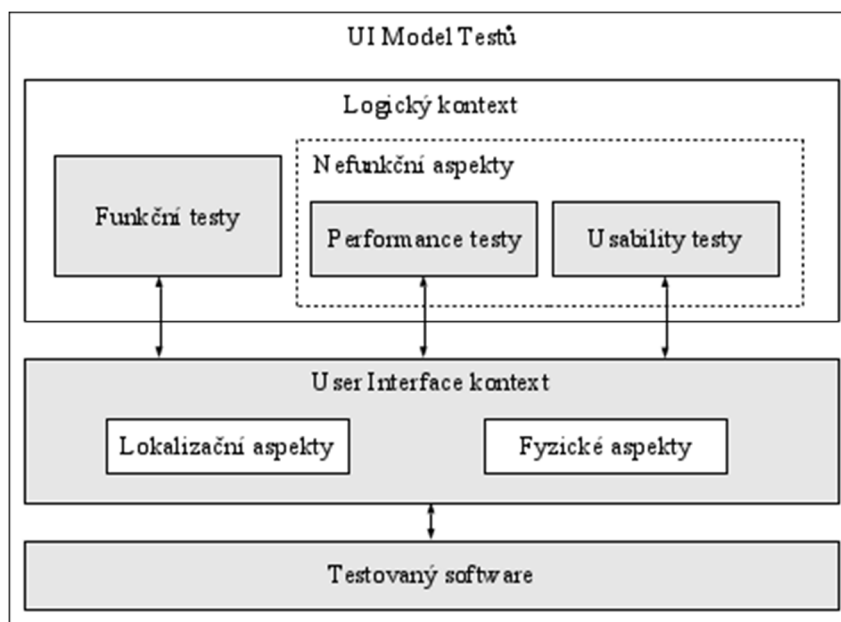 UI Model Testů
Logický kontext
Nefunkční aspekty
Funkční testy
Performance testy
Usability testy
User Interface kontext
Lokalizační aspekty
Fyzické aspekty
Testovaný software